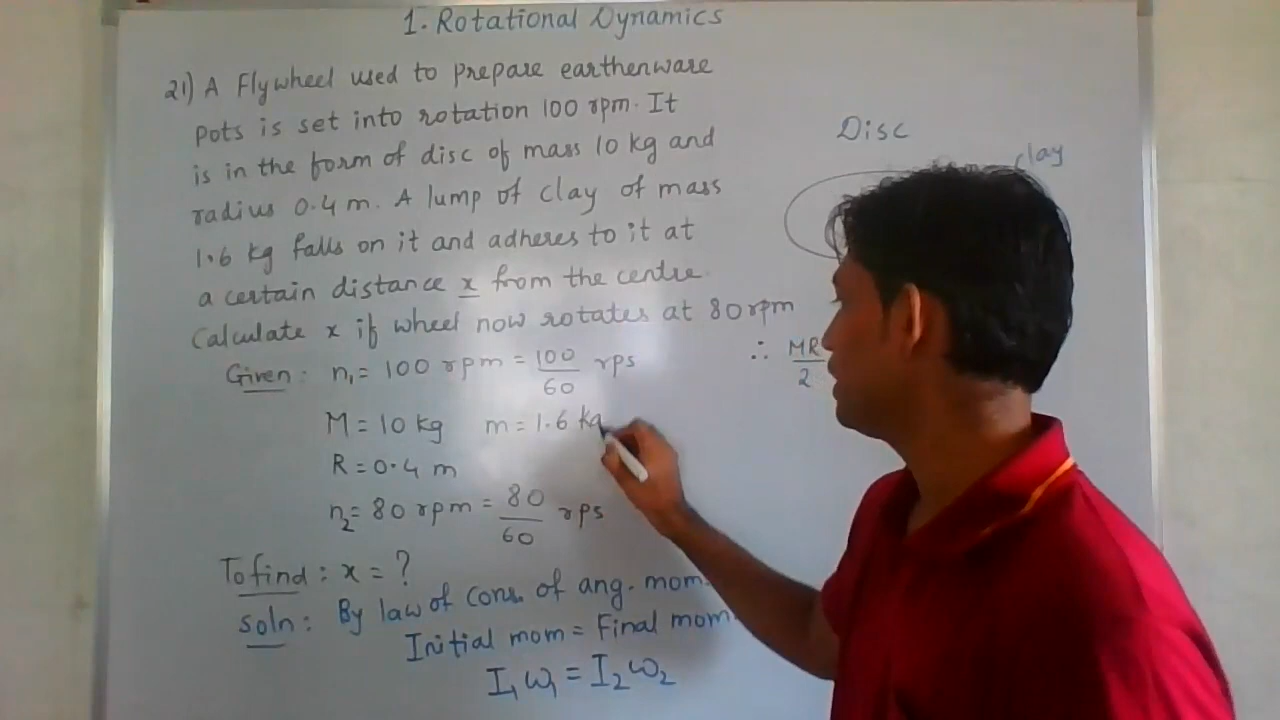 1. Rotational Dynamics
21) A Flywheel used to prepare earthenware
pots is set into rotation 100 rpm. It
is in the form of disc of mass 10 kg and
radius 0.4 m. A lump of clay of mass
1.6 kg falls on it and adheres to it at
a certain distance x from the centre.
Calculate x if wheel now rotates at 80 rpm
Given: n₁ = 100 rpm = 100/60 rps
M = 10 kg m = 1.6 kg
R = 0.4 m
n₂ = 80 rpm = 80/60 rps
To find: x = ?
soln: By law of cons. of ang. mom.
Initial mom = Final mom.
I₁ω₁ = I₂ω₂
Disc
clay
∴ MR
2